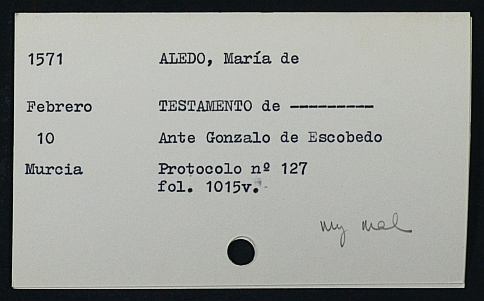 1571 ALEDO, María de
Febrero TESTAMENTO de ---------
10 Ante Gonzalo de Escobedo
Murcia Protocolo nº 127
fol. 1015v.
my mal